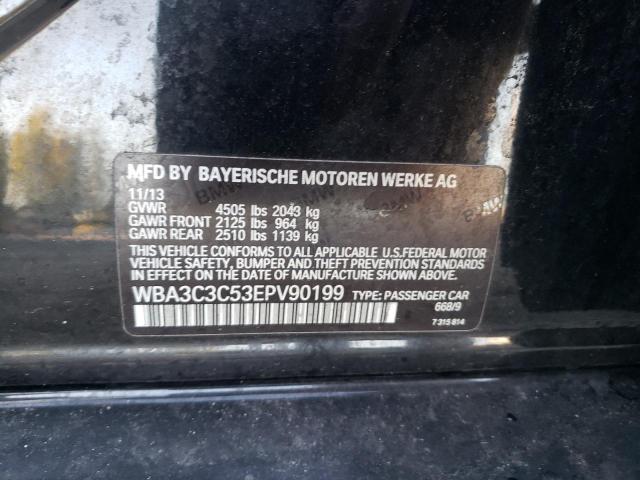 MFD BY BAYERISCHE MOTOREN WERKE AG
11/13
GVWR 4505 lbs 2043 kg
GAWR FRONT 2125 lbs 964 kg
GAWR REAR 2510 lbs 1139 kg
THIS VEHICLE CONFORMS TO ALL APPLICABLE U.S.FEDERAL MOTOR
VEHICLE SAFETY, BUMPER AND THEFT PREVENTION STANDARDS
IN EFFECT ON THE DATE OF MANUFACTURE SHOWN ABOVE.
WBA3C3C53EPV90199 TYPE: PASSENGER CAR
668/9
7 315 814